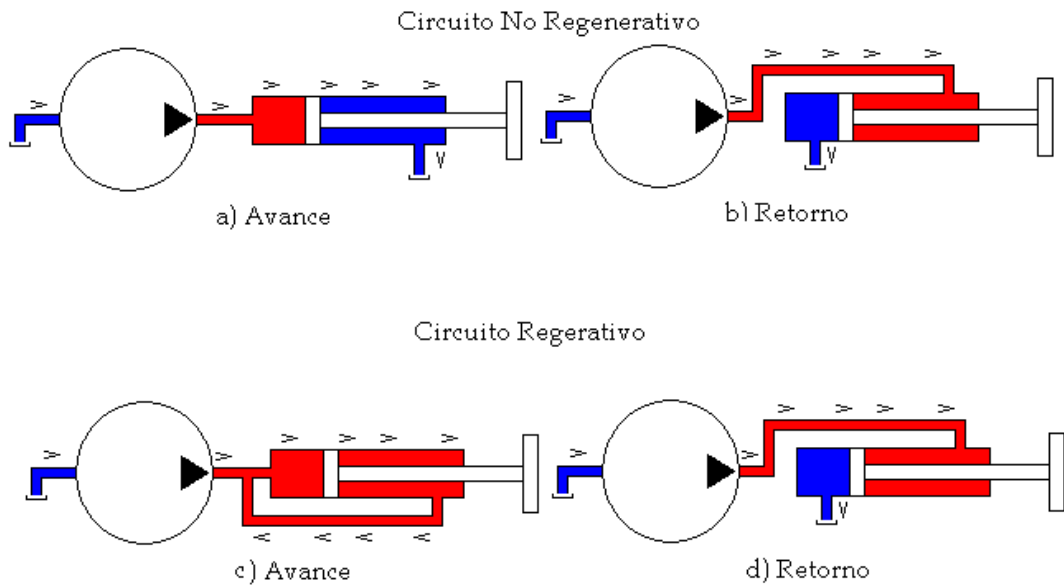 Circuito No Regenerativo
a) Avance
b) Retorno
Circuito Regerativo
c) Avance
d) Retorno